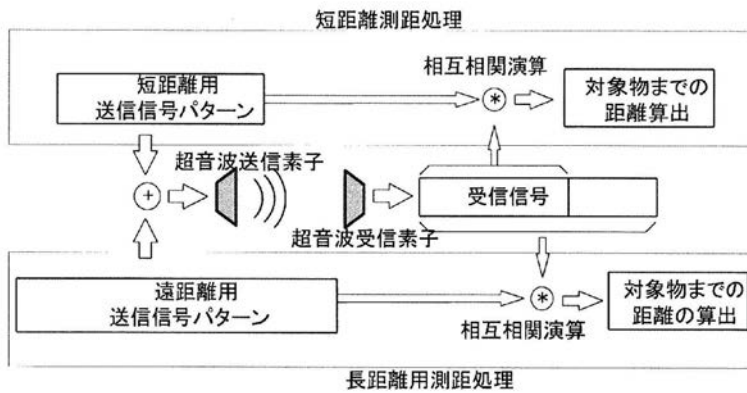 短距離測距処理
短距離用
送信信号パターン
相互相関演算
*
対象物までの
距離算出
超音波送信素子
+
受信信号
超音波受信素子
遠距離用
送信信号パターン
*
相互相関演算
対象物までの
距離の算出
長距離用測距処理